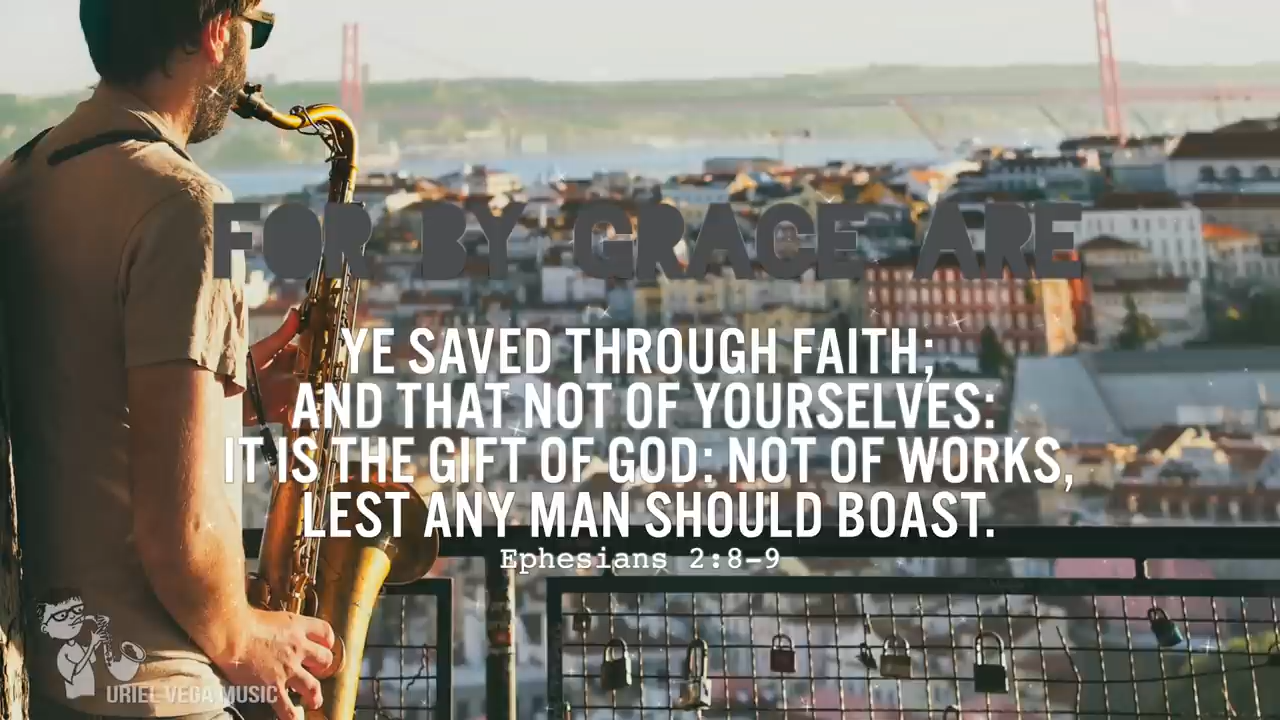 FOR BY GRACE ARE
YE SAVED THROUGH FAITH;
AND THAT NOT OF YOURSELVES:
IT IS THE GIFT OF GOD: NOT OF WORKS,
LEST ANY MAN SHOULD BOAST.
Ephesians 2:8-9
URIEL VEGA MUSIC